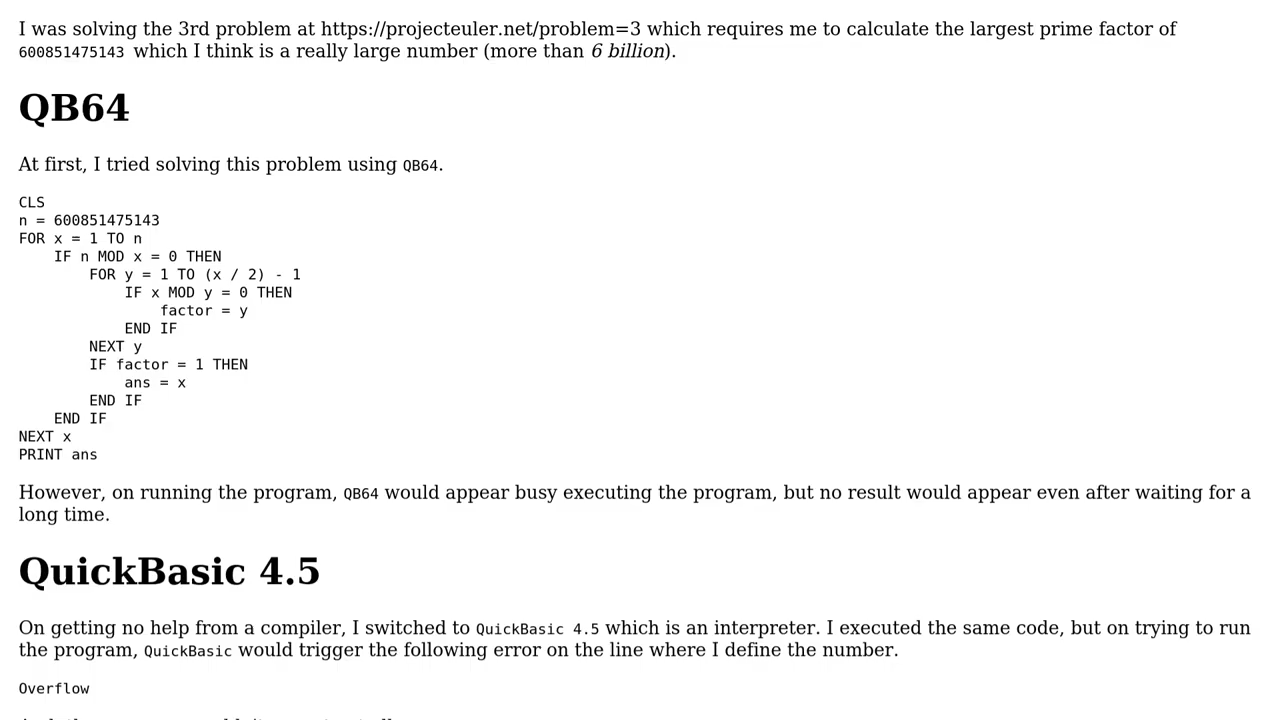 I was solving the 3rd problem at https://projecteuler.net/problem=3 which requires me to calculate the largest prime factor of
600851475143 which I think is a really large number (more than 6 billion).
QB64
At first, I tried solving this problem using QB64.
CLS
n = 600851475143
FOR x = 1 TO n
    IF n MOD x = 0 THEN
        FOR y = 1 TO (x / 2) - 1
            IF x MOD y = 0 THEN
                factor = y
            END IF
        NEXT y
        IF factor = 1 THEN
            ans = x
        END IF
    END IF
NEXT x
PRINT ans
However, on running the program, QB64 would appear busy executing the program, but no result would appear even after waiting for a
long time.
QuickBasic 4.5
On getting no help from a compiler, I switched to QuickBasic 4.5 which is an interpreter. I executed the same code, but on trying to run
the program, QuickBasic would trigger the following error on the line where I define the number.
Overflow